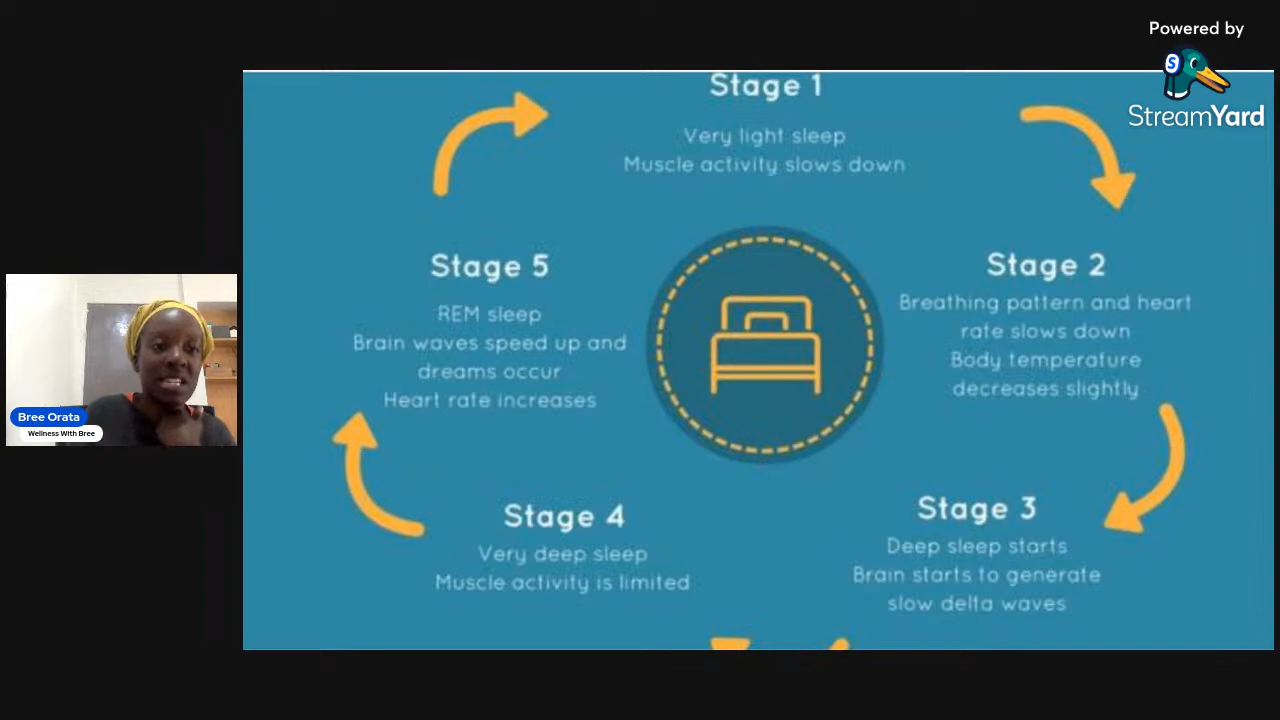 Powered by
S
StreamYard
Stage 1
Very light sleep
Muscle activity slows down
Stage 2
Breathing pattern and heart
rate slows down
Body temperature
decreases slightly
Stage 3
Deep sleep starts
Brain starts to generate
slow delta waves
Stage 4
Very deep sleep
Muscle activity is limited
Stage 5
REM sleep
Brain waves speed up and
dreams occur
Heart rate increases
Bree Orata
Wellness With Bree